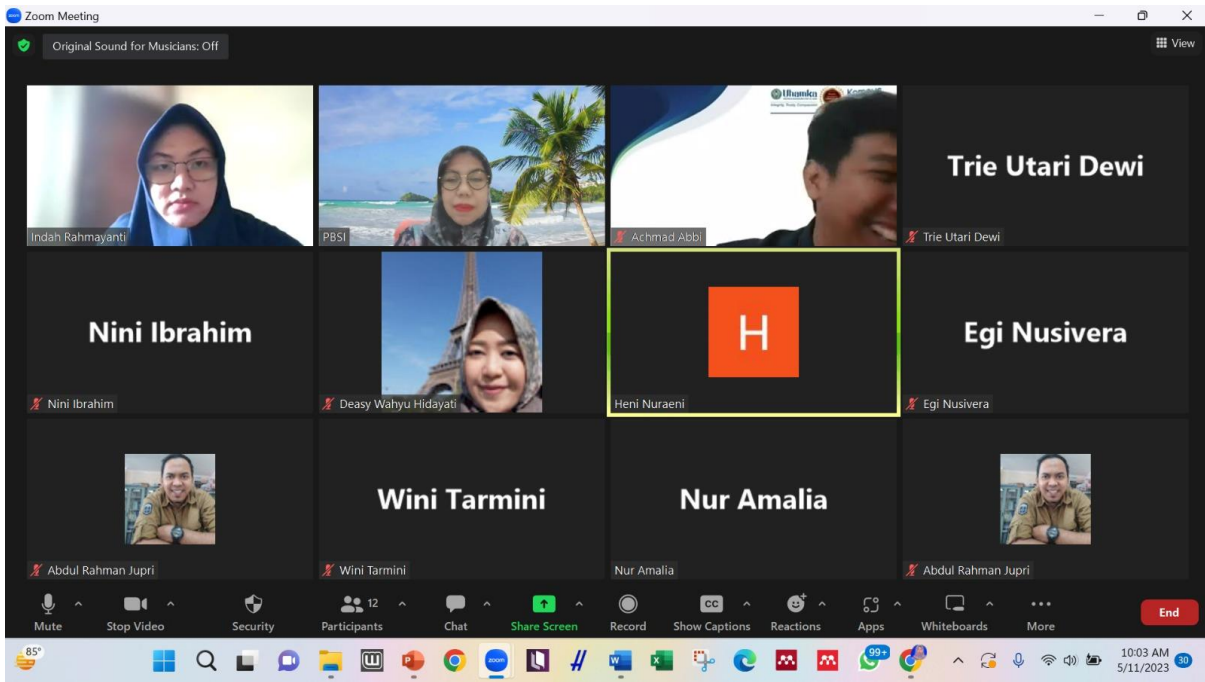 Zoom Meeting
Original Sound for Musicians: Off
View
Uhamka
Indah Rahmayanti
PBSI
Achmad Abbi
Trie Utari Dewi
Trie Utari Dewi
Nini Ibrahim
Nini Ibrahim
Deasy Wahyu Hidayati
H
Heni Nuraeni
Egi Nusivera
Egi Nusivera
Abdul Rahman Jupri
Wini Tarmini
Wini Tarmini
Nur Amalia
Nur Amalia
Abdul Rahman Jupri
12
CC
Mute
Stop Video
Security
Participants
Chat
Share Screen
Record
Show Captions
Reactions
Apps
Whiteboards
More
End
85°
zoom
99+
10:03 AM
5/11/2023
30